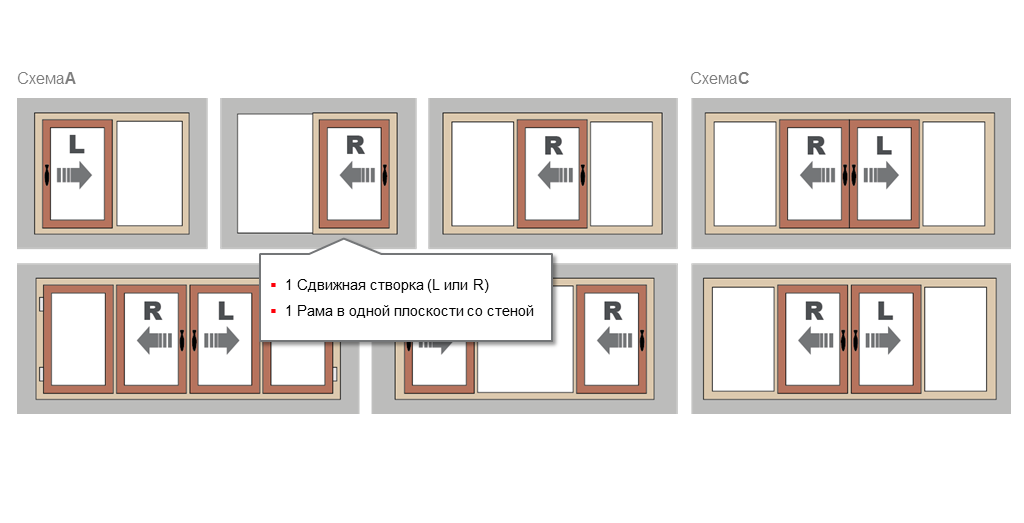 СхемаA
СхемаC
L
R
R
R L
1 Сдвижная створка (L или R)
1 Рама в одной плоскости со стеной
R L
R
R L